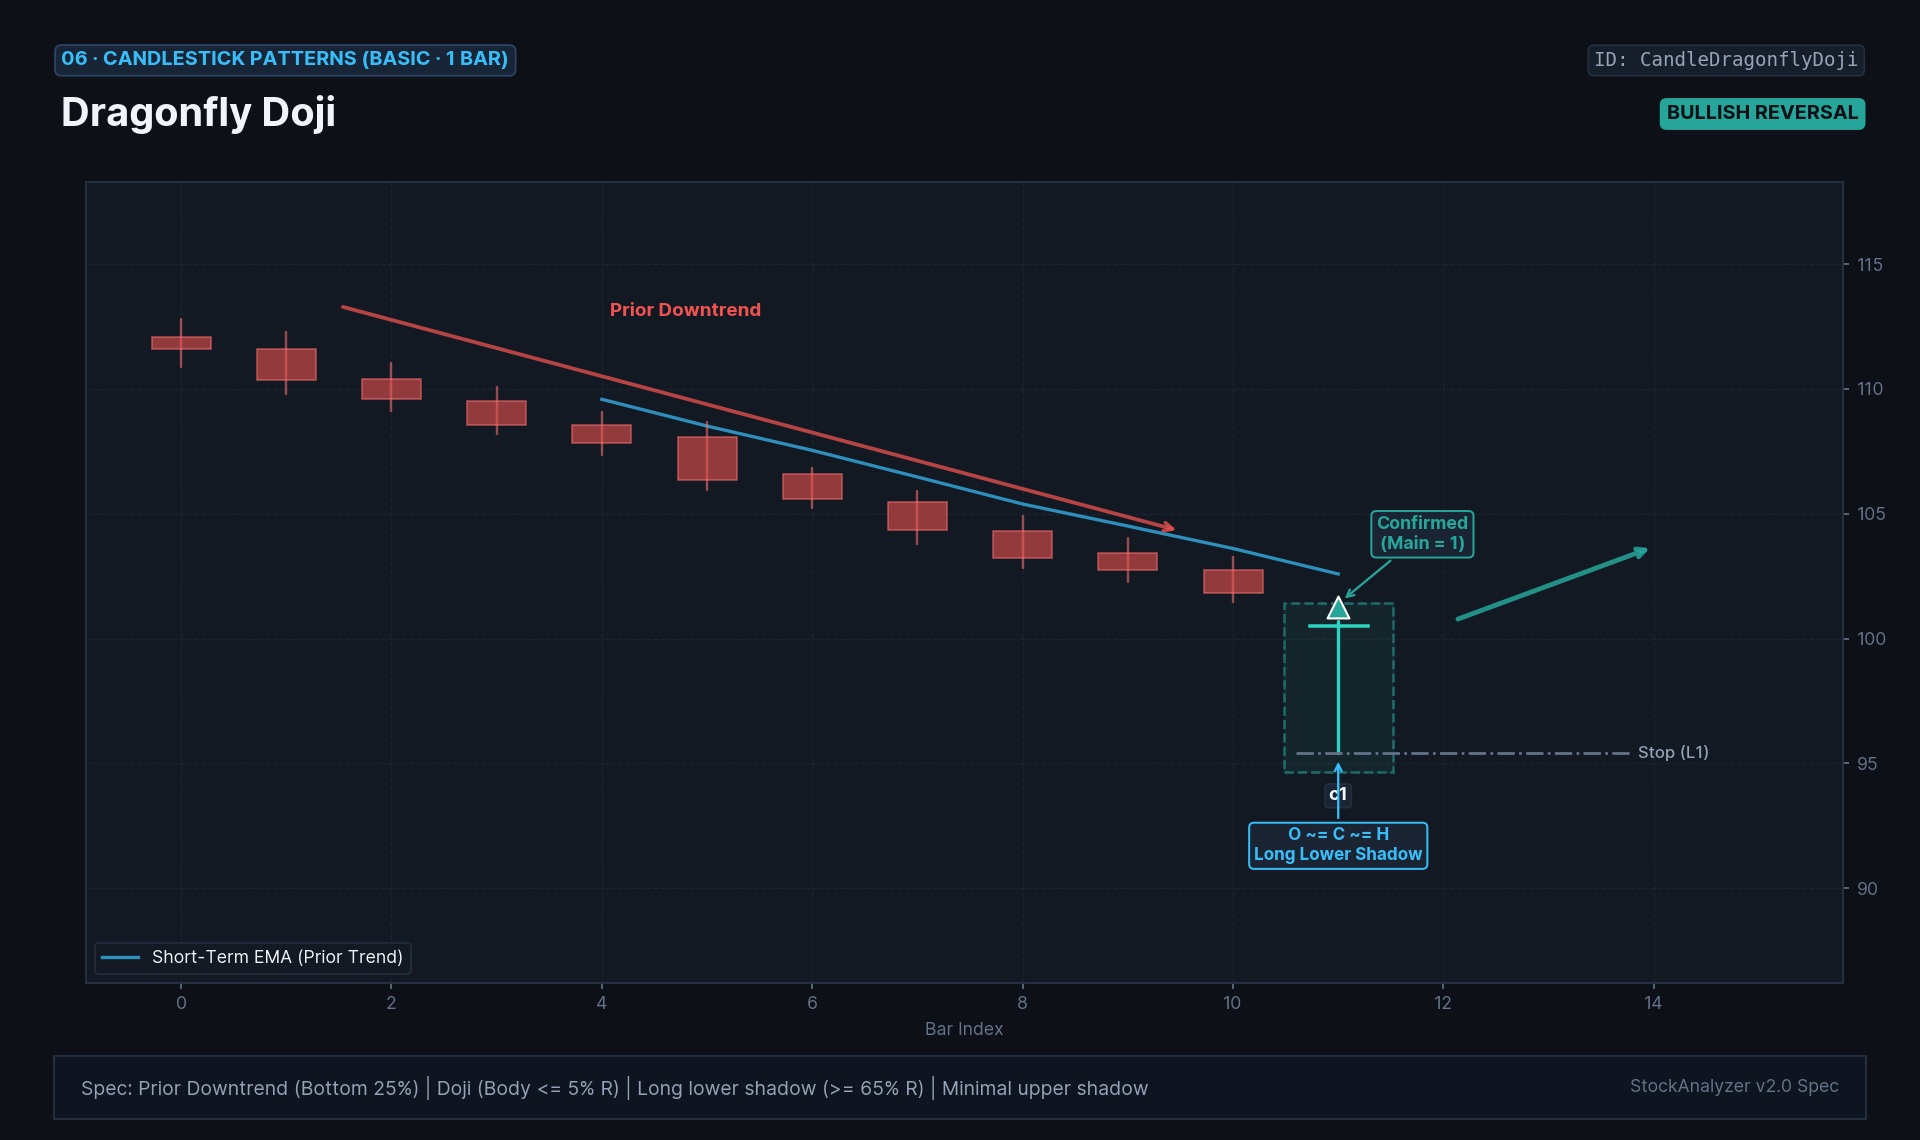 06 · CANDLESTICK PATTERNS (BASIC · 1 BAR)
ID: CandleDragonflyDoji
Dragonfly Doji
BULLISH REVERSAL
Prior Downtrend
Confirmed
(Main = 1)
Stop (L1)
c1
O ~= C ~= H
Long Lower Shadow
115
110
105
100
95
90
Short-Term EMA (Prior Trend)
0 2 4 6 8 10 12 14
Bar Index
Spec: Prior Downtrend (Bottom 25%) | Doji (Body <= 5% R) | Long lower shadow (>= 65% R) | Minimal upper shadow
StockAnalyzer v2.0 Spec